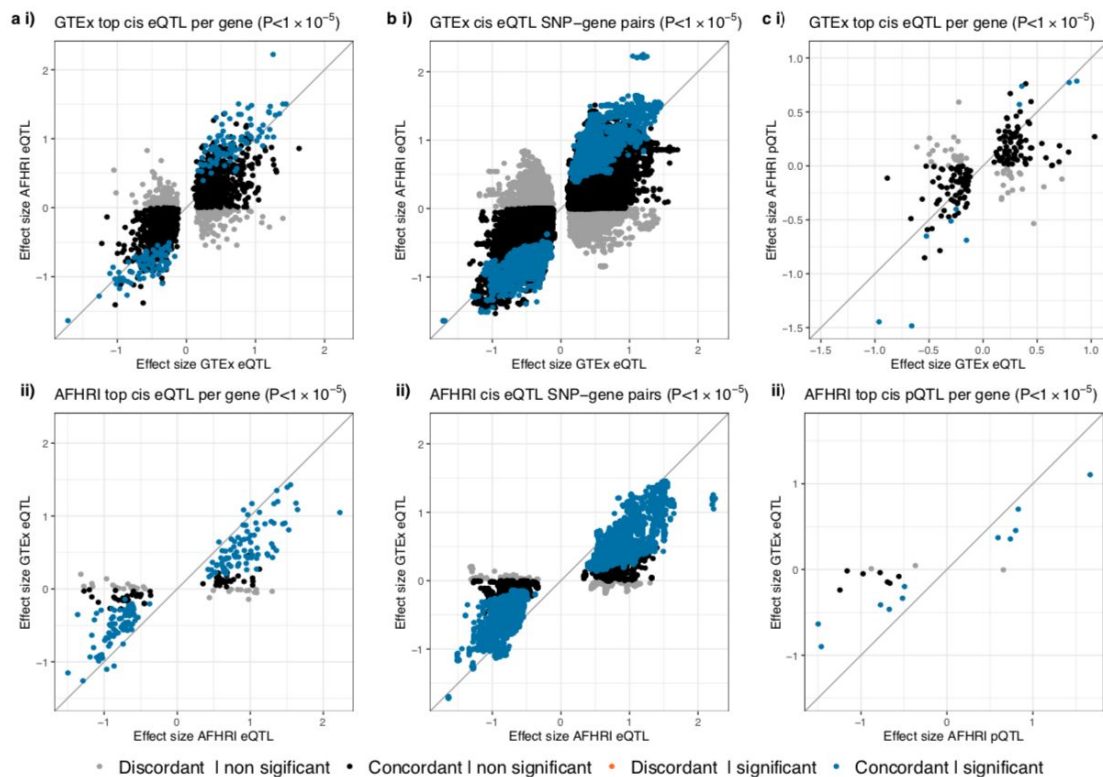 a i) GTEx top cis eQTL per gene (P<1 × 10⁻⁵)
2
1
0
−1
Effect size AFHRI eQTL
−1 0 1 2
Effect size GTEx eQTL
b i) GTEx cis eQTL SNP−gene pairs (P<1 × 10⁻⁵)
2
1
0
−1
Effect size AFHRI eQTL
−1 0 1 2
Effect size GTEx eQTL
c i) GTEx top cis eQTL per gene (P<1 × 10⁻⁵)
1.0
0.5
0.0
−0.5
−1.0
−1.5
Effect size AFHRI pQTL
−1.5 −1.0 −0.5 0.0 0.5 1.0
Effect size GTEx eQTL
ii) AFHRI top cis eQTL per gene (P<1 × 10⁻⁵)
2
1
0
−1
Effect size GTEx eQTL
−1 0 1 2
Effect size AFHRI eQTL
ii) AFHRI cis eQTL SNP−gene pairs (P<1 × 10⁻⁵)
2
1
0
−1
Effect size GTEx eQTL
−1 0 1 2
Effect size AFHRI eQTL
ii) AFHRI top cis pQTL per gene (P<1 × 10⁻⁵)
1
0
−1
Effect size GTEx eQTL
−1 0 1
Effect size AFHRI pQTL
Discordant | non significant Concordant | non significant Discordant | significant Concordant | significant